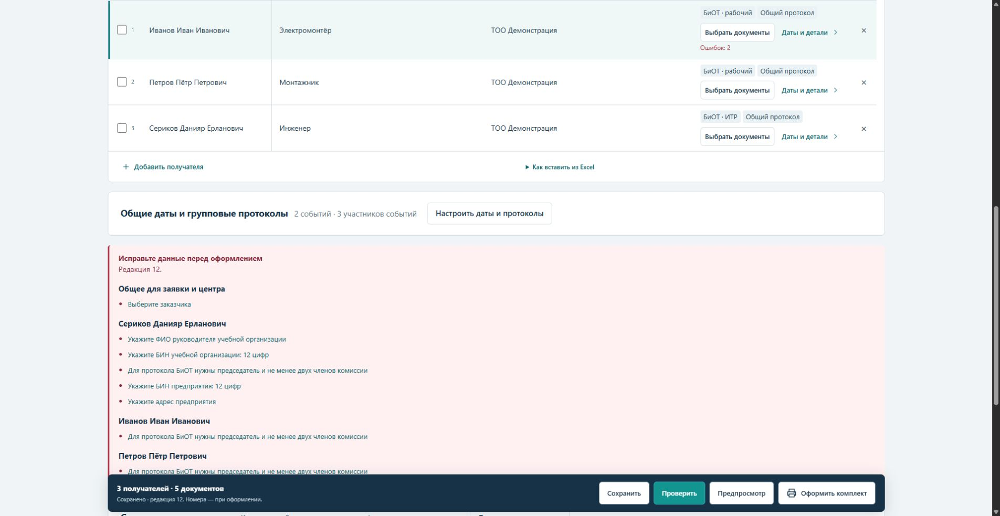 БиОТ · рабочий Общий протокол
1 Иванов Иван Иванович Электромонтёр ТОО Демонстрация Выбрать документы Даты и детали
Ошибок: 2
БиОТ · рабочий Общий протокол
2 Петров Пётр Петрович Монтажник ТОО Демонстрация Выбрать документы Даты и детали
БиОТ · ИТР Общий протокол
3 Сериков Данияр Ерланович Инженер ТОО Демонстрация Выбрать документы Даты и детали
+ Добавить получателя Как вставить из Excel
Общие даты и групповые протоколы 2 событий · 3 участников событий Настроить даты и протоколы
Исправьте данные перед оформлением
Редакция 12.
Общее для заявки и центра
• Выберите заказчика
Сериков Данияр Ерланович
• Укажите ФИО руководителя учебной организации
• Укажите БИН учебной организации: 12 цифр
• Для протокола БиОТ нужны председатель и не менее двух членов комиссии
• Укажите БИН предприятия: 12 цифр
• Укажите адрес предприятия
Иванов Иван Иванович
• Для протокола БиОТ нужны председатель и не менее двух членов комиссии
Петров Пётр Петрович
• Для протокола БиОТ нужны председатель и не менее двух членов комиссии
3 получателей · 5 документов
Сохранено · редакция 12. Номера — при оформлении.
Сохранить Проверить Предпросмотр Оформить комплект